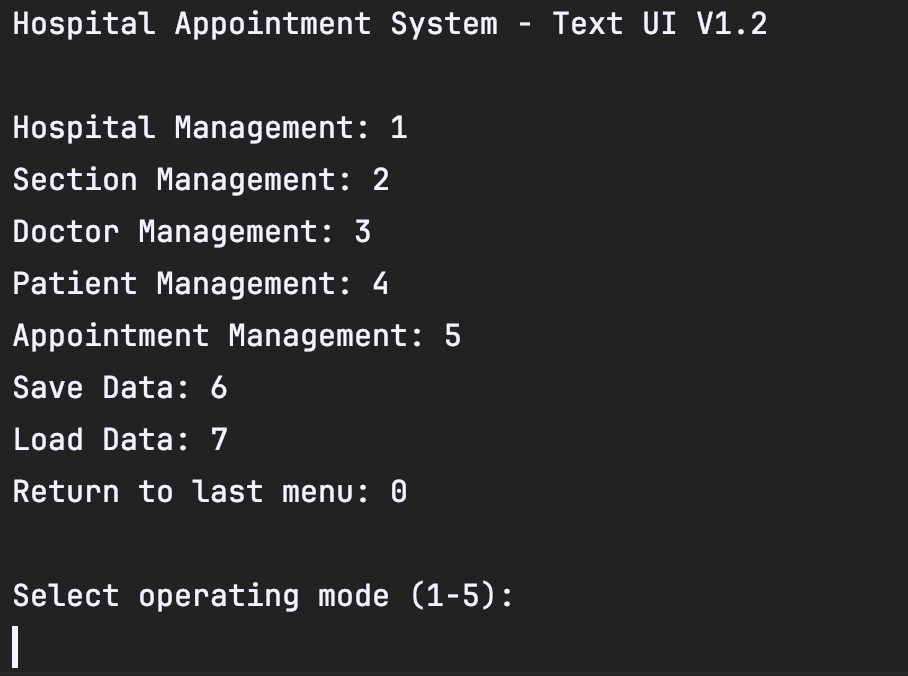 Hospital Appointment System - Text UI V1.2
Hospital Management: 1
Section Management: 2
Doctor Management: 3
Patient Management: 4
Appointment Management: 5
Save Data: 6
Load Data: 7
Return to last menu: 0
Select operating mode (1-5):